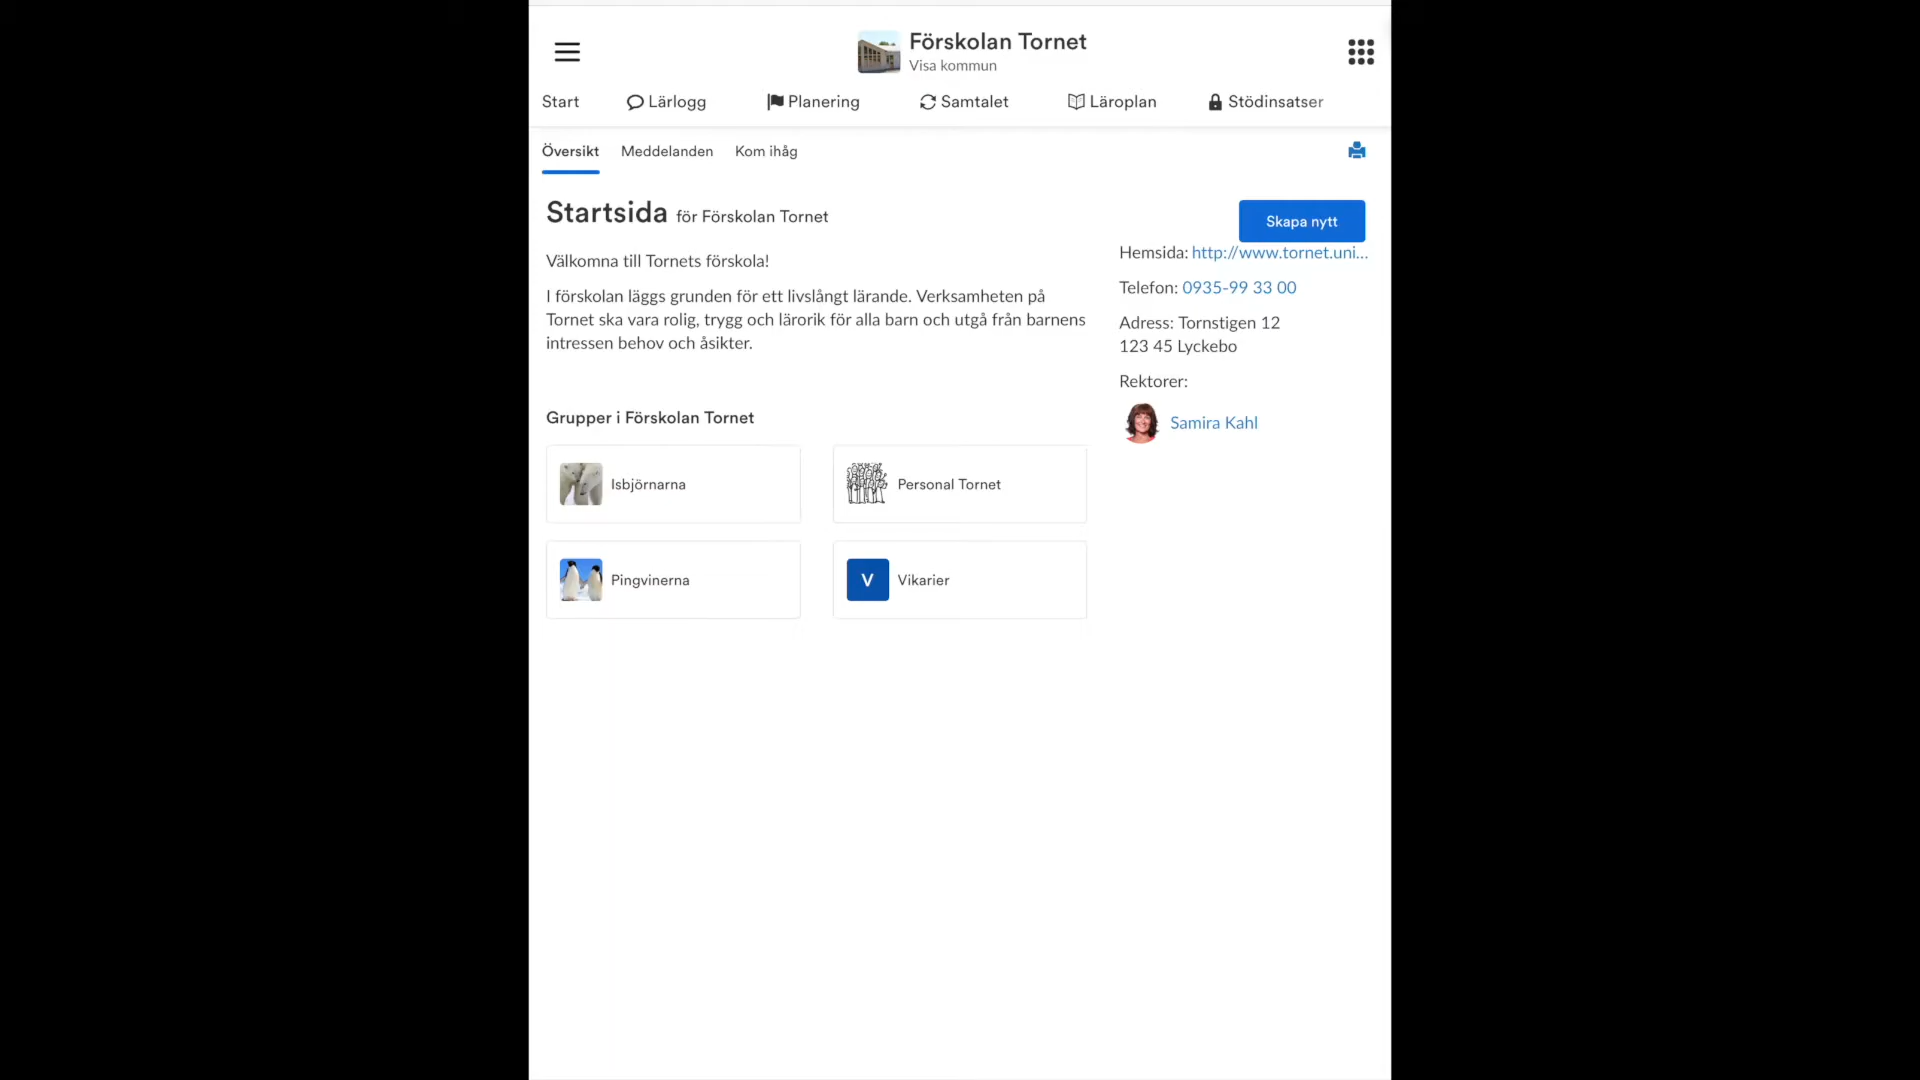 Förskolan Tornet
Visa kommun
Start
Lärlogg
Planering
Samtalet
Läroplan
Stödinsatser
Översikt
Meddelanden
Kom ihåg
Startsida för Förskolan Tornet
Skapa nytt
Välkomna till Tornets förskola!
I förskolan läggs grunden för ett livslångt lärande. Verksamheten på
Tornet ska vara rolig, trygg och lärorik för alla barn och utgå från barnens
intressen behov och åsikter.
Hemsida: http://www.tornet.uni...
Telefon: 0935-99 33 00
Adress: Tornstigen 12
123 45 Lyckebo
Rektorer:
Samira Kahl
Grupper i Förskolan Tornet
Isbjörnarna
Personal Tornet
Pingvinerna
V
Vikarier